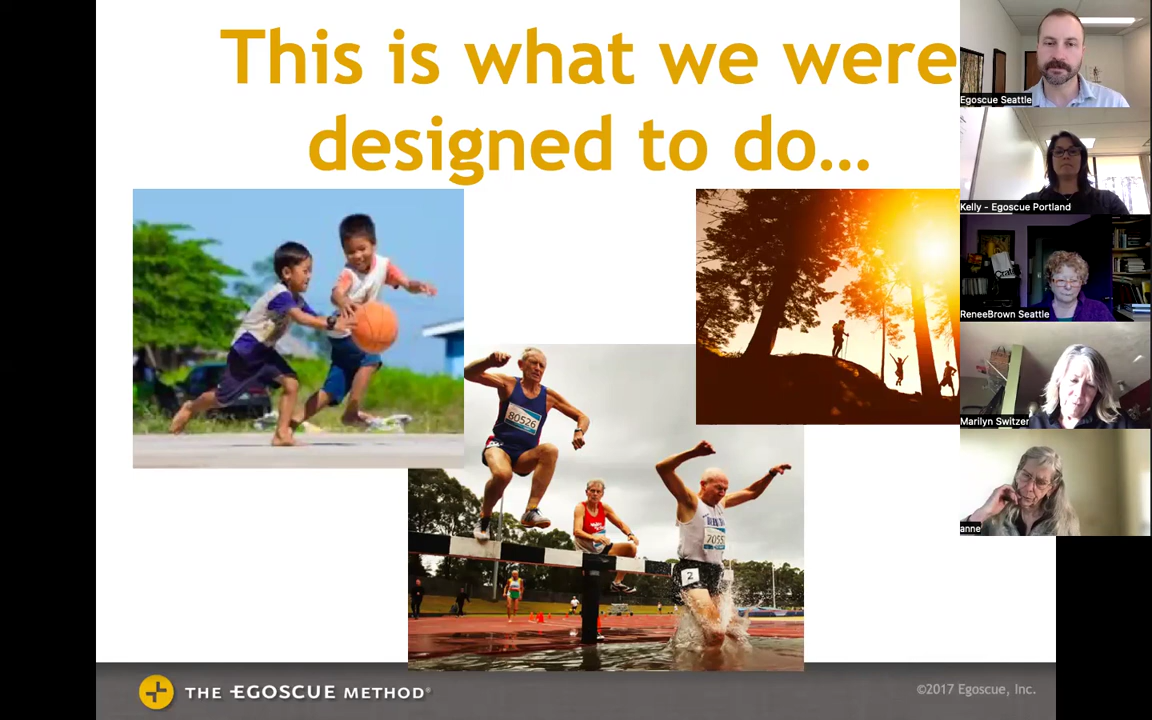 This is what we were
designed to do...
Egoscue Seattle
Kelly - Egoscue Portland
ReneeBrown Seattle
Marilyn Switzer
anne
80526
2
THE EGOSCUE METHOD®
©2017 Egoscue, Inc.